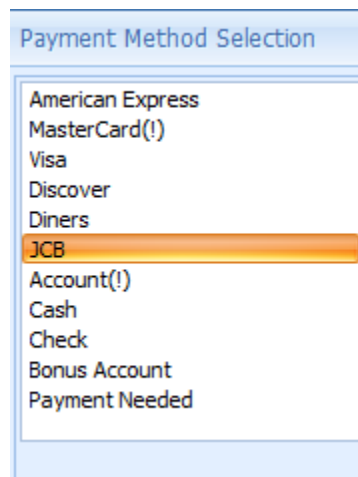 Payment Method Selection
American Express
MasterCard(!)
Visa
Discover
Diners
JCB
Account(!)
Cash
Check
Bonus Account
Payment Needed